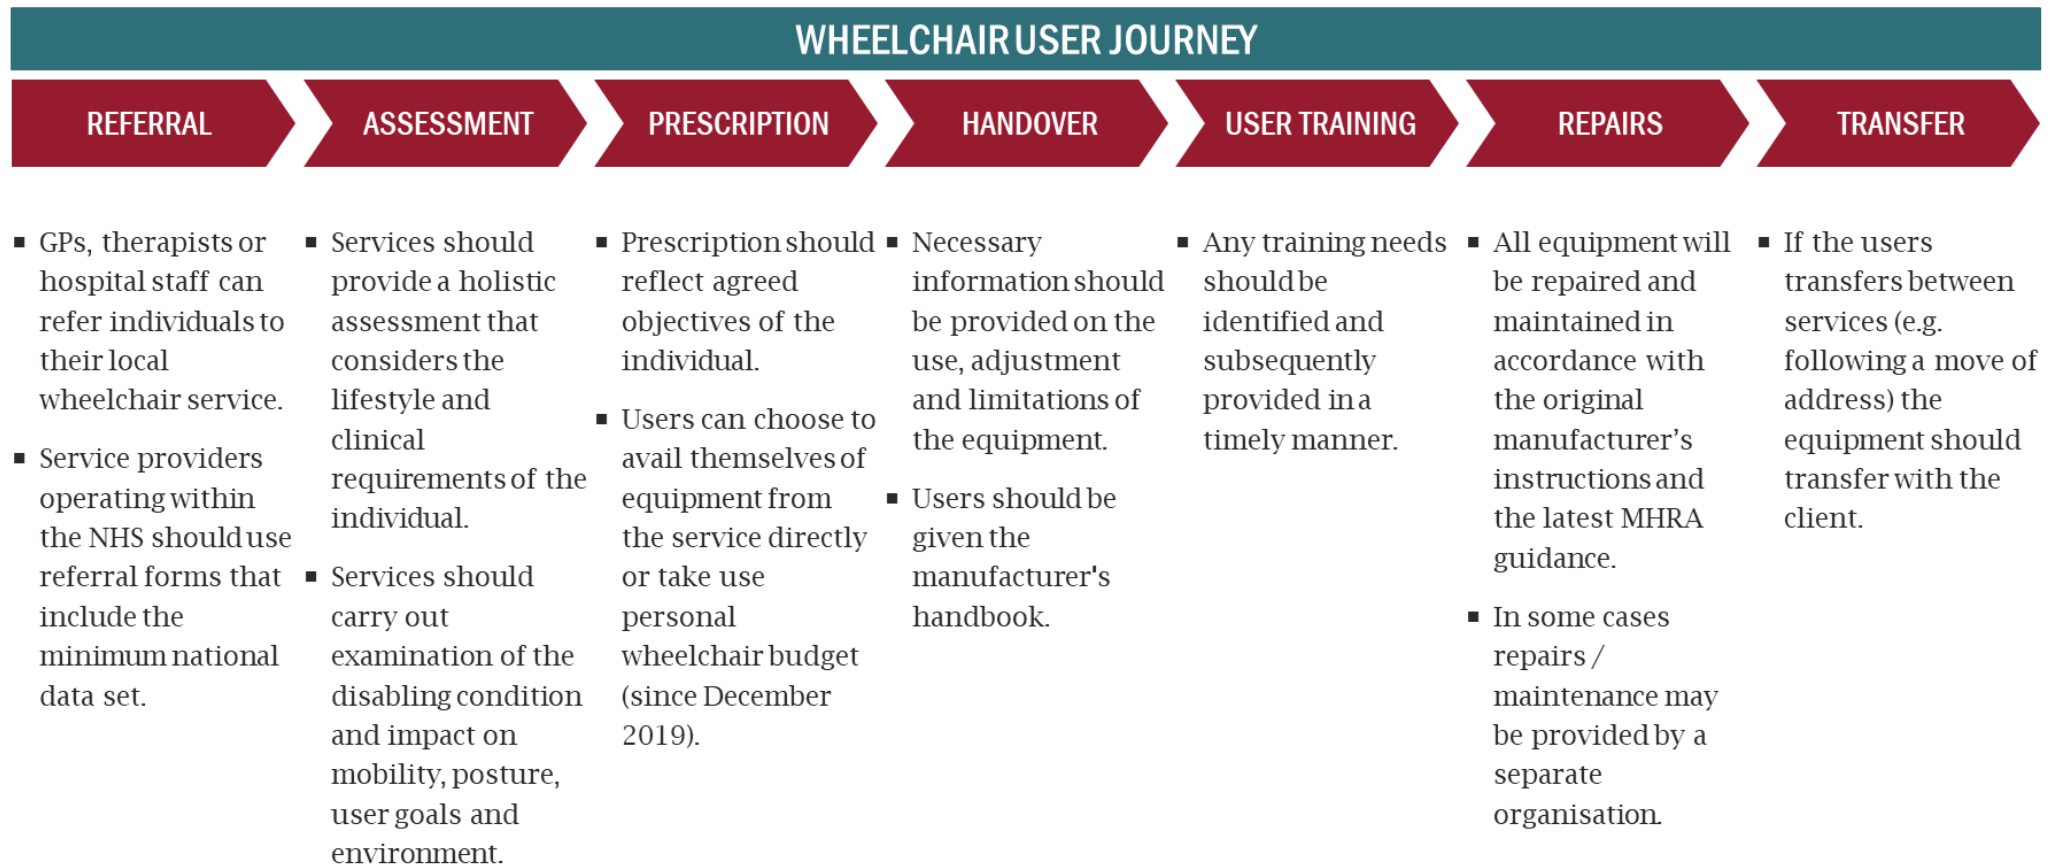 WHEELCHAIR USER JOURNEY
REFERRAL
ASSESSMENT
PRESCRIPTION
HANDOVER
USER TRAINING
REPAIRS
TRANSFER
▪ GPs, therapists or
hospital staff can
refer individuals to
their local
wheelchair service.
▪ Service providers
operating within
the NHS should use
referral forms that
include the
minimum national
data set.
▪ Services should
provide a holistic
assessment that
considers the
lifestyle and
clinical
requirements of the
individual.
▪ Services should
carry out
examination of the
disabling condition
and impact on
mobility, posture,
user goals and
environment.
▪ Prescription should
reflect agreed
objectives of the
individual.
▪ Users can choose to
avail themselves of
equipment from
the service directly
or take use
personal
wheelchair budget
(since December
2019).
▪ Necessary
information should
be provided on the
use, adjustment
and limitations of
the equipment.
▪ Users should be
given the
manufacturer's
handbook.
▪ Any training needs
should be
identified and
subsequently
provided in a
timely manner.
▪ All equipment will
be repaired and
maintained in
accordance with
the original
manufacturer’s
instructions and
the latest MHRA
guidance.
▪ In some cases
repairs /
maintenance may
be provided by a
separate
organisation.
▪ If the users
transfers between
services (e.g.
following a move of
address) the
equipment should
transfer with the
client.